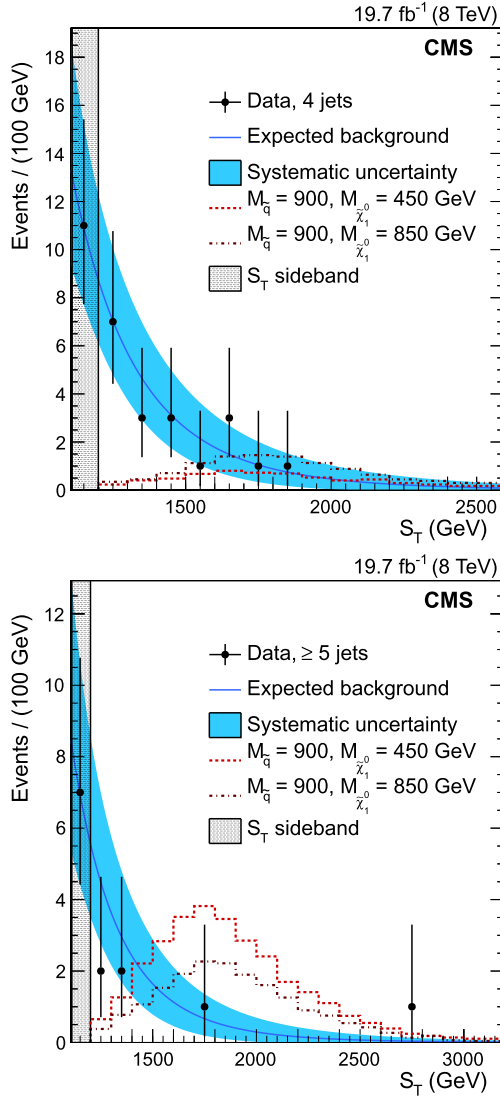 19.7 fb⁻¹ (8 TeV)
CMS
Data, 4 jets
Expected background
Systematic uncertainty
M_q̃ = 900, M_χ̃₁⁰ = 450 GeV
M_q̃ = 900, M_χ̃₁⁰ = 850 GeV
S_T sideband
Events / (100 GeV)
18
16
14
12
10
8
6
4
2
0
1500 2000 2500
S_T (GeV)
19.7 fb⁻¹ (8 TeV)
CMS
Data, ≥ 5 jets
Expected background
Systematic uncertainty
M_q̃ = 900, M_χ̃₁⁰ = 450 GeV
M_q̃ = 900, M_χ̃₁⁰ = 850 GeV
S_T sideband
Events / (100 GeV)
12
10
8
6
4
2
0
1500 2000 2500 3000
S_T (GeV)